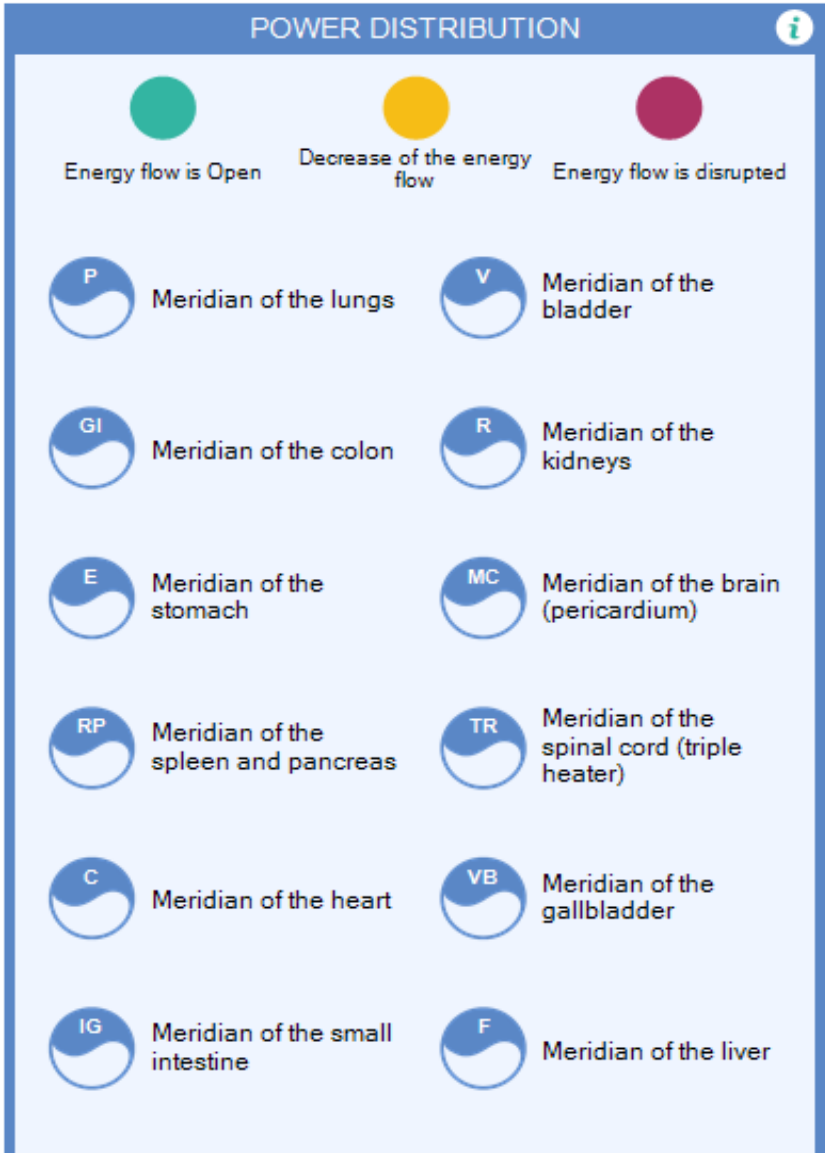 POWER DISTRIBUTION
i
Energy flow is Open
Decrease of the energy
flow
Energy flow is disrupted
P
Meridian of the lungs
V
Meridian of the
bladder
GI
Meridian of the colon
R
Meridian of the
kidneys
E
Meridian of the
stomach
MC
Meridian of the brain
(pericardium)
RP
Meridian of the
spleen and pancreas
TR
Meridian of the
spinal cord (triple
heater)
C
Meridian of the heart
VB
Meridian of the
gallbladder
IG
Meridian of the small
intestine
F
Meridian of the liver